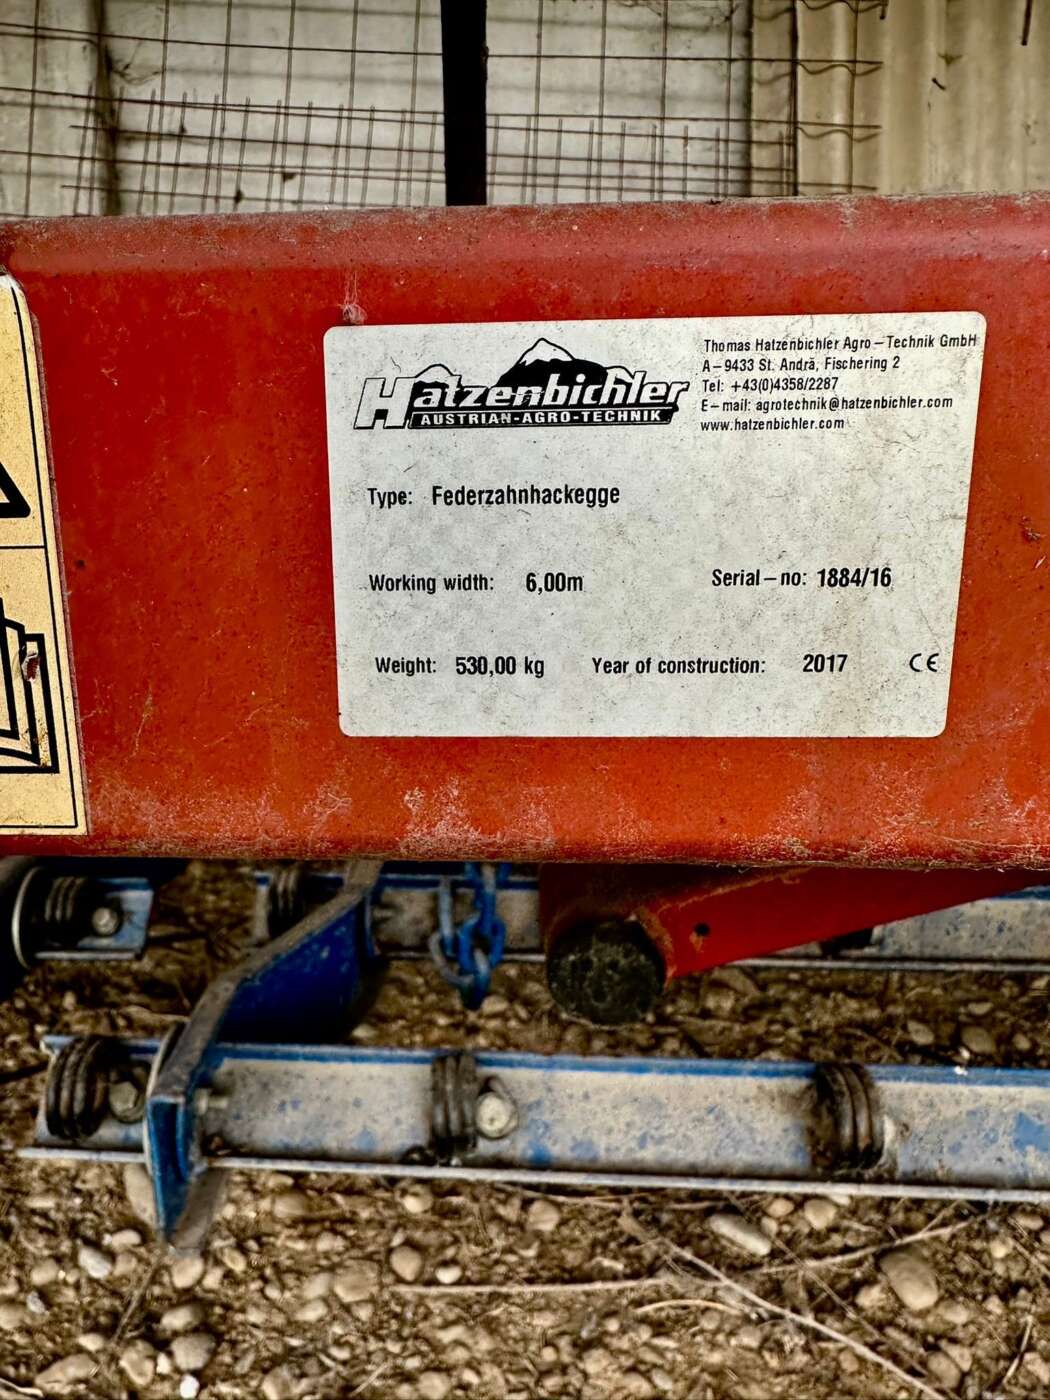 Hatzenbichler
AUSTRIAN-AGRO-TECHNIK
Thomas Hatzenbichler Agro-Technik GmbH
A-9433 St. Andrä, Fischering 2
Tel: +43(0)4358/2287
E-mail: agrotechnik@hatzenbichler.com
www.hatzenbichler.com
Type: Federzahnhackegge
Working width: 6,00m Serial-no: 1884/16
Weight: 530,00 kg Year of construction: 2017 CE